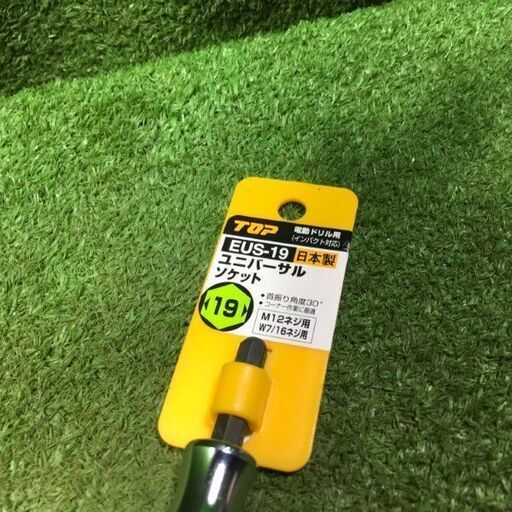 TOP
電動ドリル用
(インパクト対応)
EUS-19
日本製
ユニバーサル
ソケット
19
・首振り角度30°
・コーナー作業に最適
M12ネジ用
W7/16ネジ用